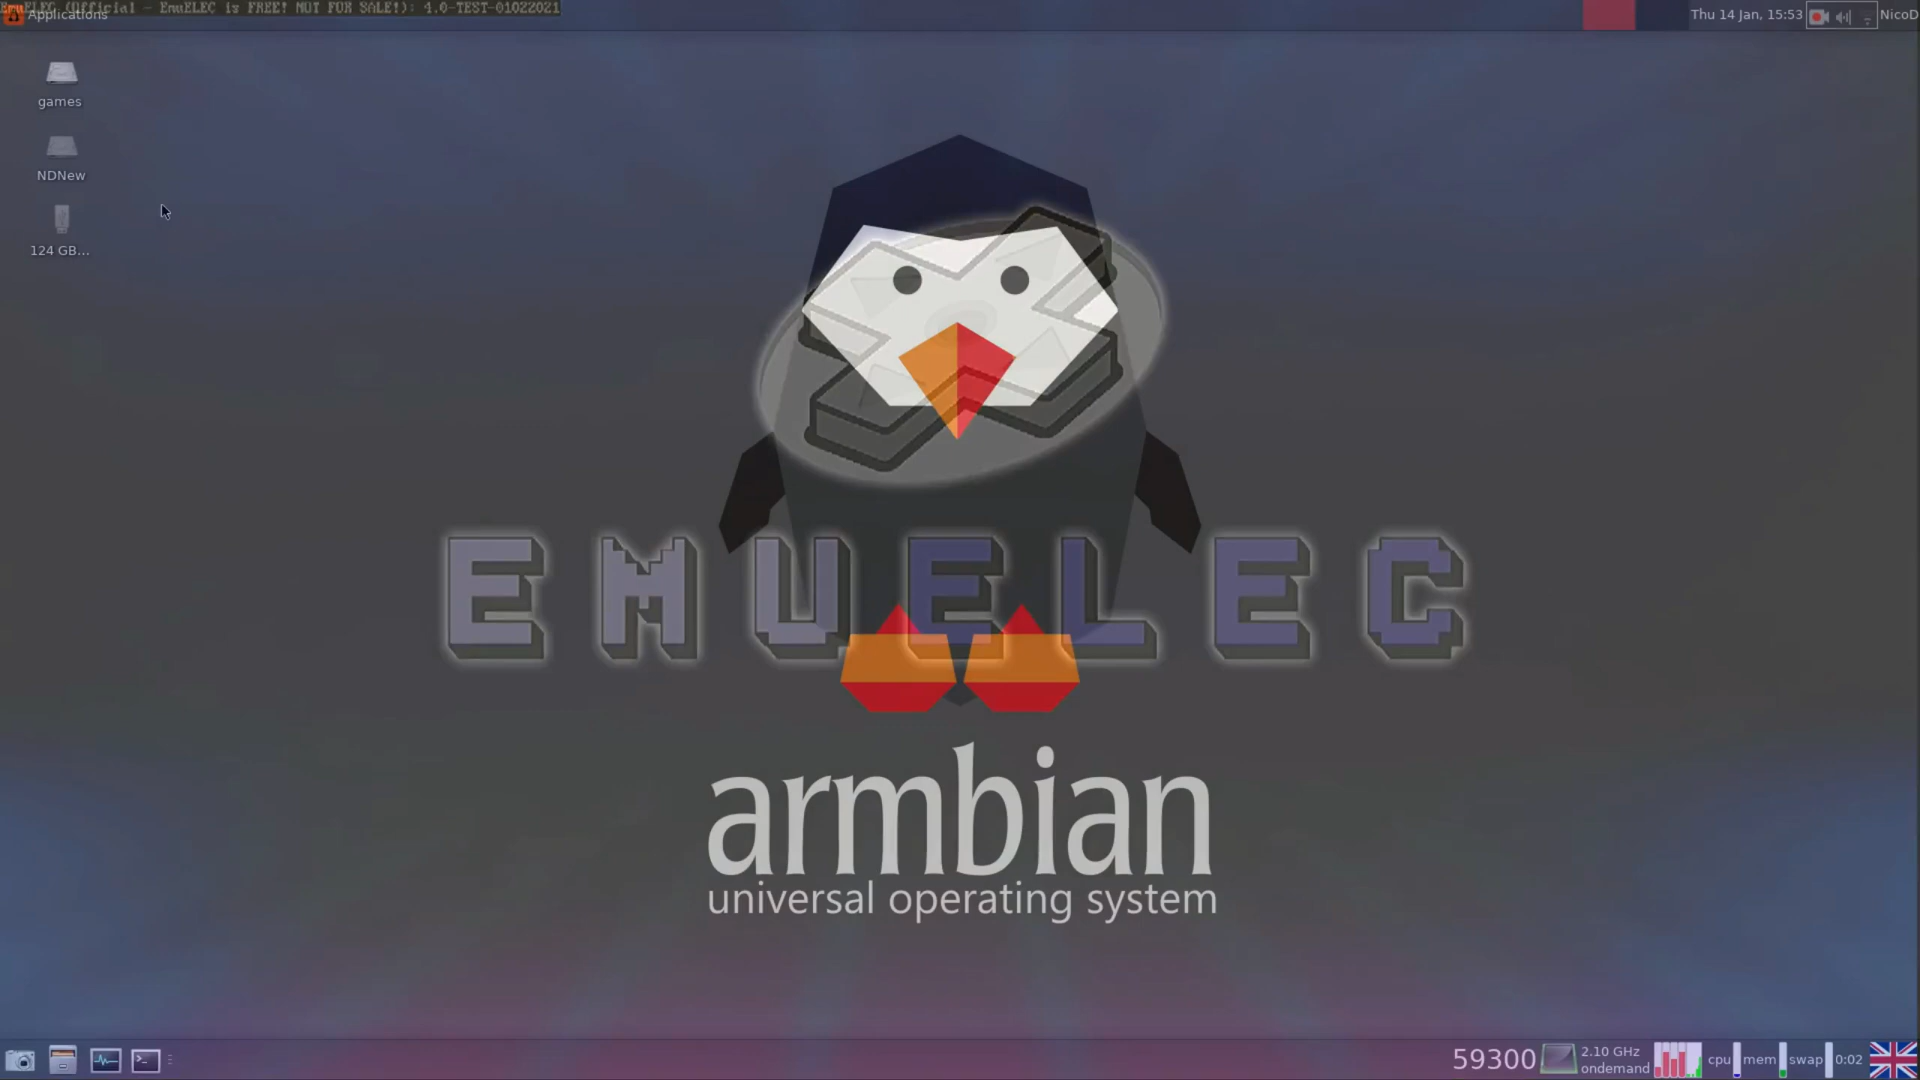 EmuELEC (Official - EmuELEC is FREE! NOT FOR SALE!): 4.0-TEST-01022021
Applications
Thu 14 Jan, 15:53
NicoD
games
NDNew
124 GB...
EMUELEC
armbian
universal operating system
59300
2.10 GHz
ondemand
cpu
mem
swap
0:02